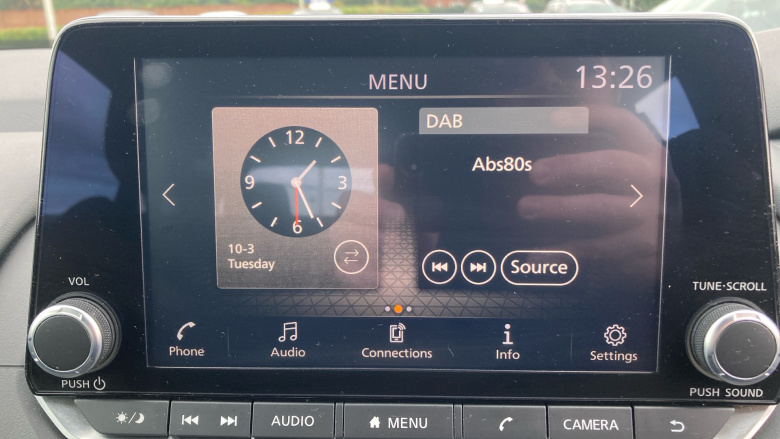 MENU
13:26
DAB
Abs80s
12
9
3
6
10-3
Tuesday
Source
VOL
TUNE·SCROLL
Phone
Audio
Connections
Info
Settings
PUSH
PUSH SOUND
AUDIO
MENU
CAMERA